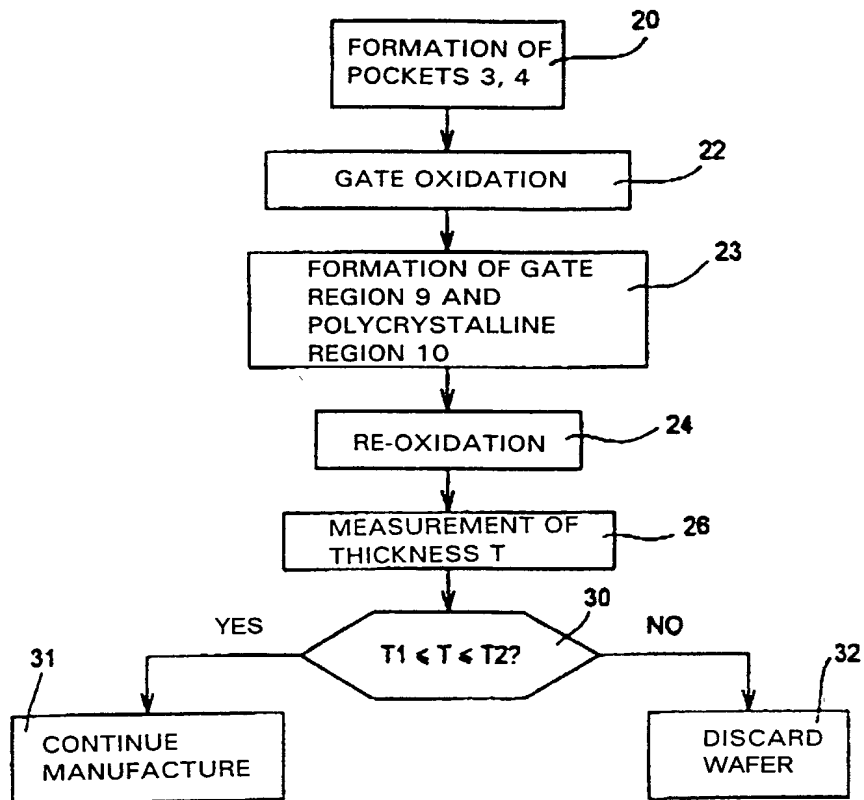 20
FORMATION OF
POCKETS 3, 4
22
GATE OXIDATION
23
FORMATION OF GATE
REGION 9 AND
POLYCRYSTALLINE
REGION 10
24
RE-OXIDATION
26
MEASUREMENT OF
THICKNESS T
30
YES
NO
T1 ⩽ T ⩽ T2?
31
32
CONTINUE
MANUFACTURE
DISCARD
WAFER